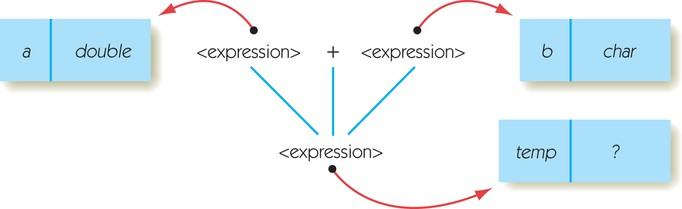 a double <expression> + <expression> b char
<expression>
temp ?